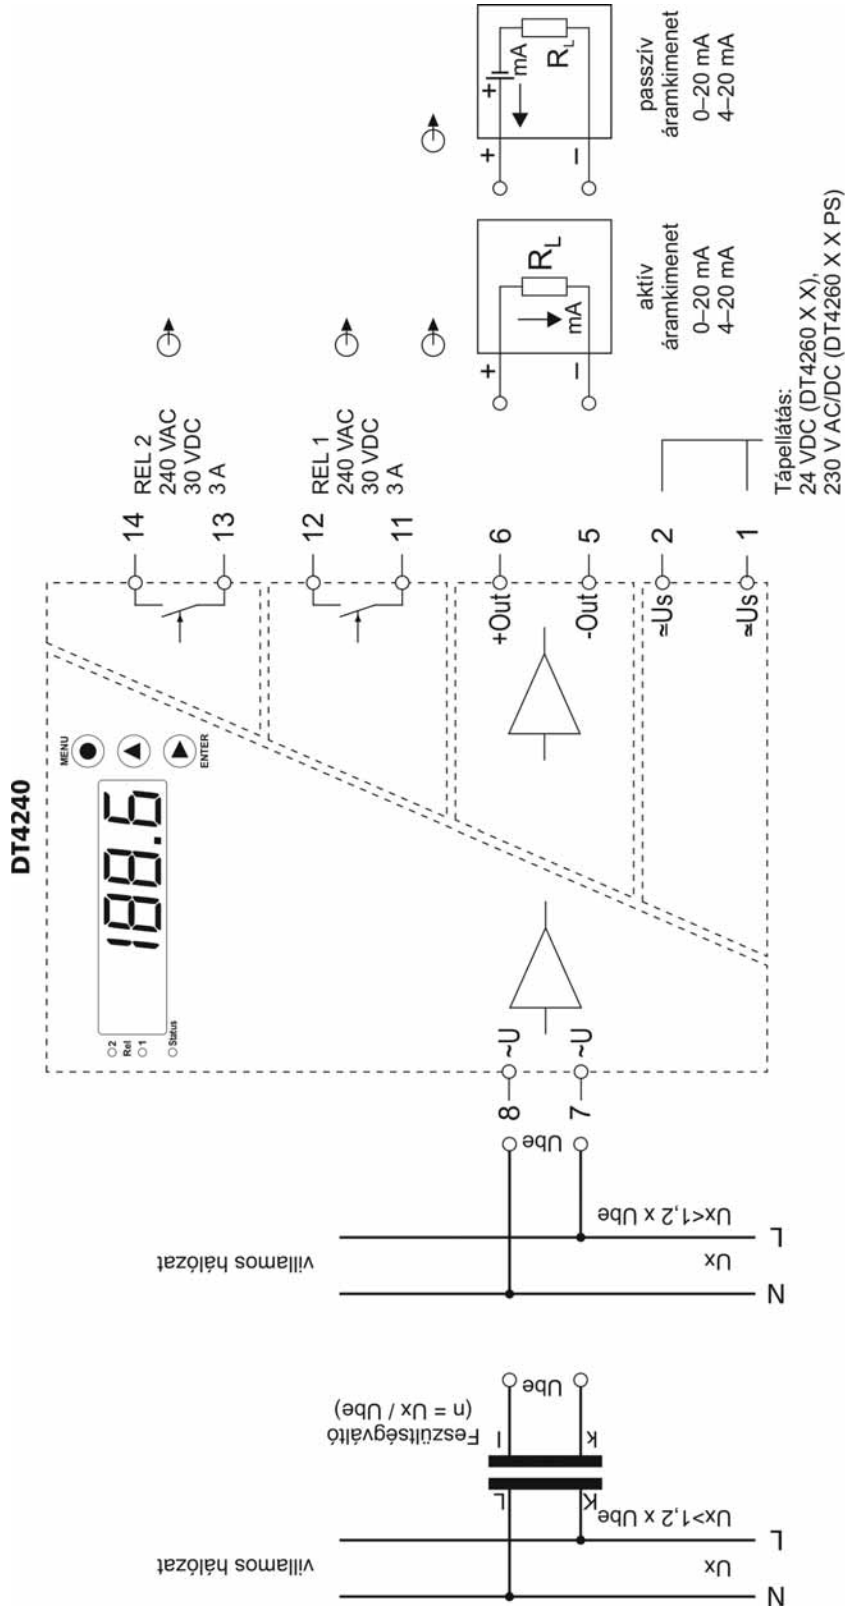 DT4240
MENU
ENTER
188.6
2
Rel
1
Status
14
REL 2
240 VAC
30 VDC
3 A
13
12
REL 1
240 VAC
30 VDC
3 A
11
6
+Out
5
-Out
2
≃Us
1
≃Us
Tápellátás:
24 VDC (DT4260 X X),
230 V AC/DC (DT4260 X X PS)
+
mA
RL
−
aktív
áramkimenet
0–20 mA
4–20 mA
+
+
mA
RL
−
passzív
áramkimenet
0–20 mA
4–20 mA
8
~U
7
~U
Ube
Ux<1,2 x Ube
villamos hálózat
Ux
L
N
Feszültségváltó
(n = Ux / Ube)
Ube
l
k
L
K
Ux>1,2 x Ube
villamos hálózat
Ux
L
N